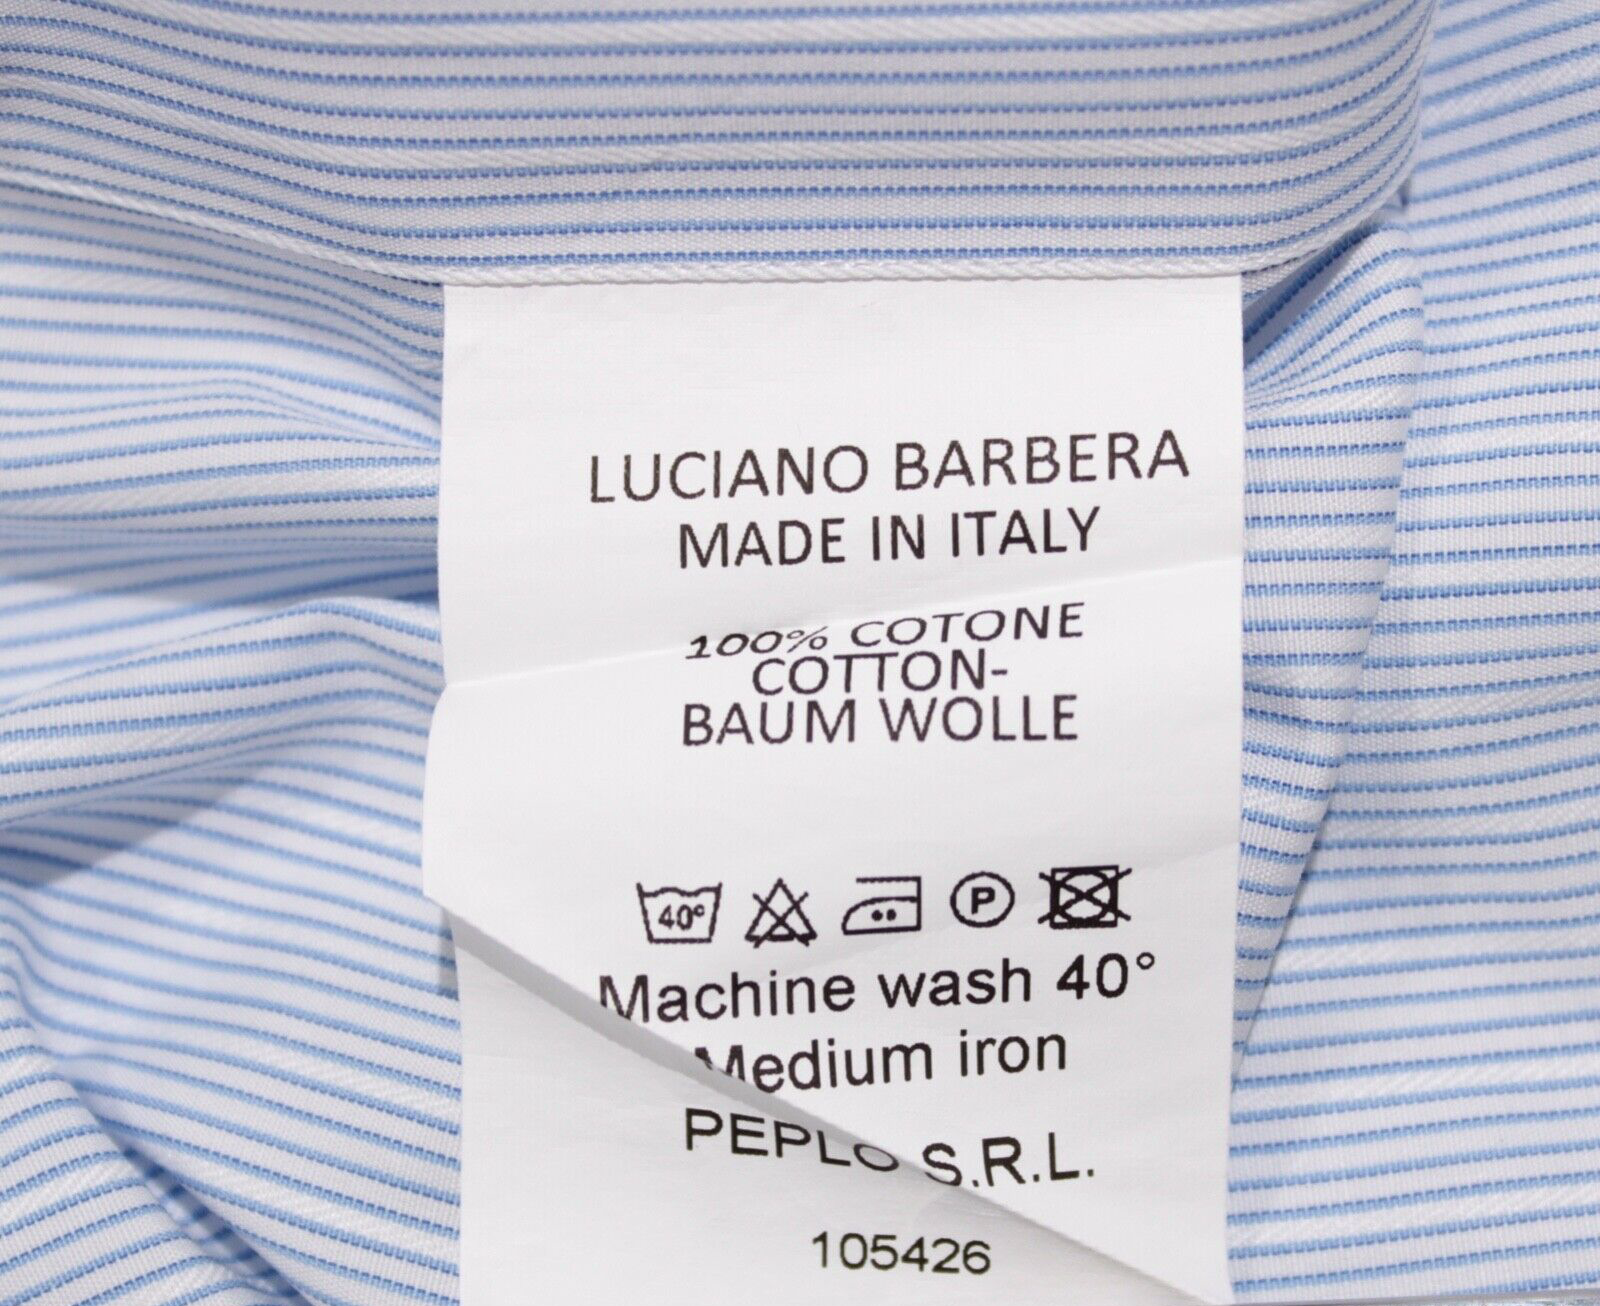 LUCIANO BARBERA
MADE IN ITALY
100% COTONE
COTTON-
BAUM WOLLE
40° P
Machine wash 40°
Medium iron
PEPLO S.R.L.
105426